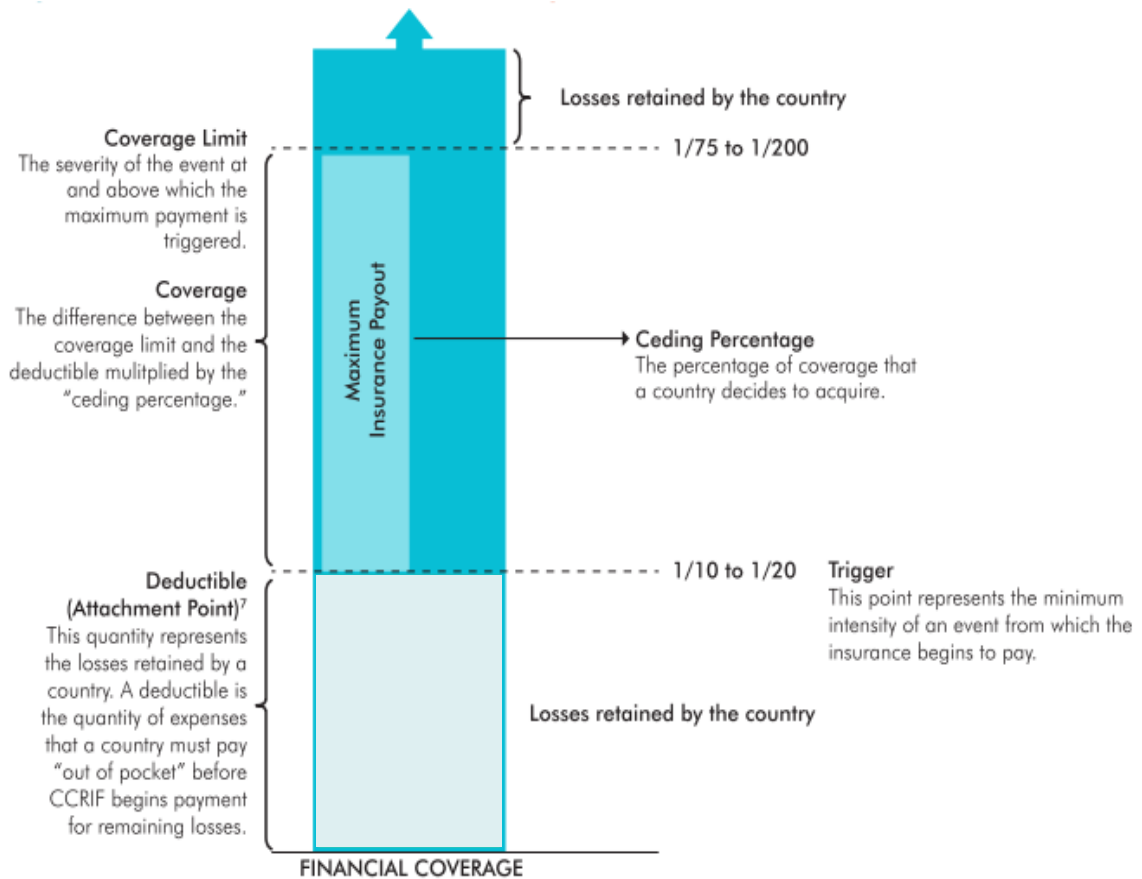 Losses retained by the country
Coverage Limit
The severity of the event at
and above which the
maximum payment is
triggered.
1/75 to 1/200
Coverage
The difference between the
coverage limit and the
deductible mulitplied by the
“ceding percentage.”
Maximum
Insurance Payout
Ceding Percentage
The percentage of coverage that
a country decides to acquire.
1/10 to 1/20
Trigger
This point represents the minimum
intensity of an event from which the
insurance begins to pay.
Deductible
(Attachment Point)⁷
This quantity represents
the losses retained by a
country. A deductible is
the quantity of expenses
that a country must pay
“out of pocket” before
CCRIF begins payment
for remaining losses.
Losses retained by the country
FINANCIAL COVERAGE